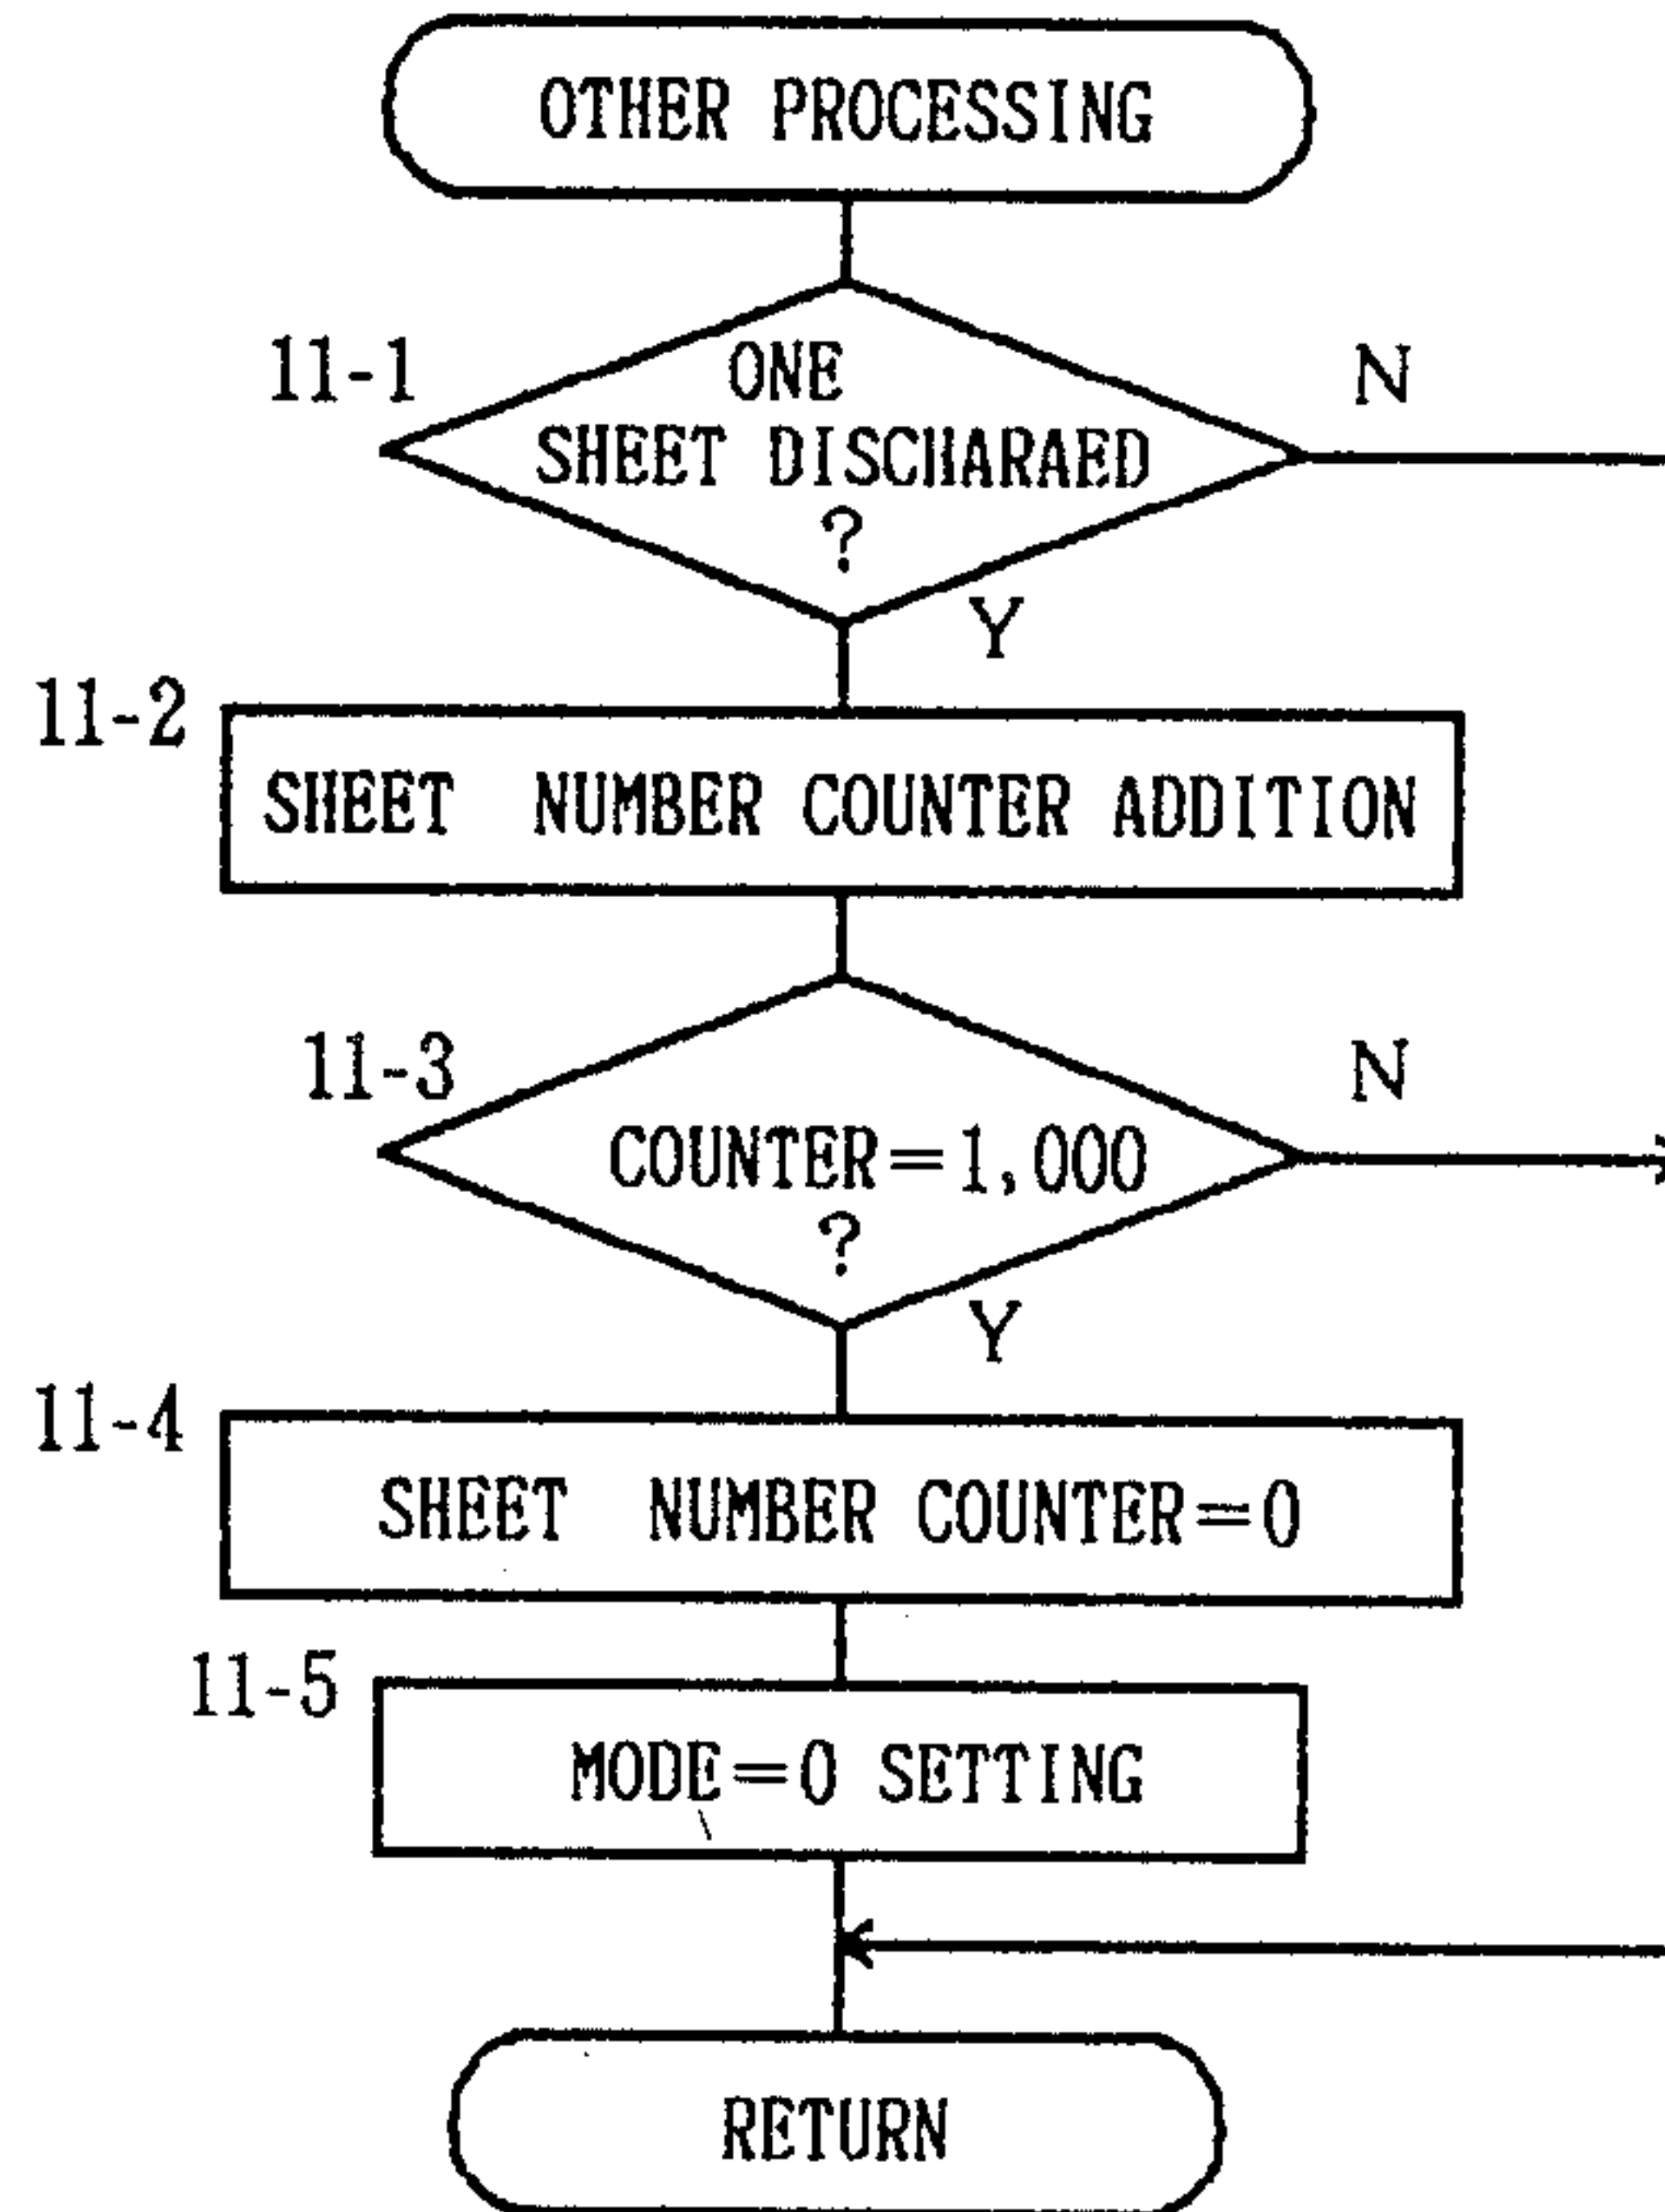 OTHER PROCESSING
11-1
ONE
SHEET DISCHARAED
?
N
Y
11-2
SHEET NUMBER COUNTER ADDITION
11-3
COUNTER=1,000
?
N
Y
11-4
SHEET NUMBER COUNTER=0
11-5
MODE=0 SETTING
RETURN